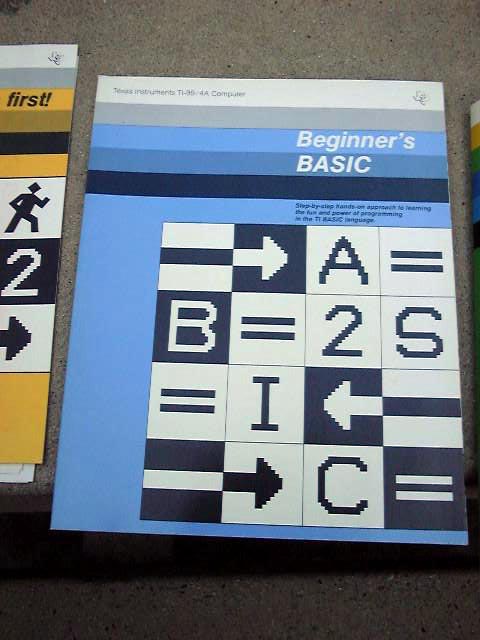 first!
2
Texas Instruments TI-99/4A Computer
Beginner's
BASIC
Step-by-step hands-on approach to learning
the fun and power of programming
in the TI BASIC language.
A =
B = 2 S
= I
C =